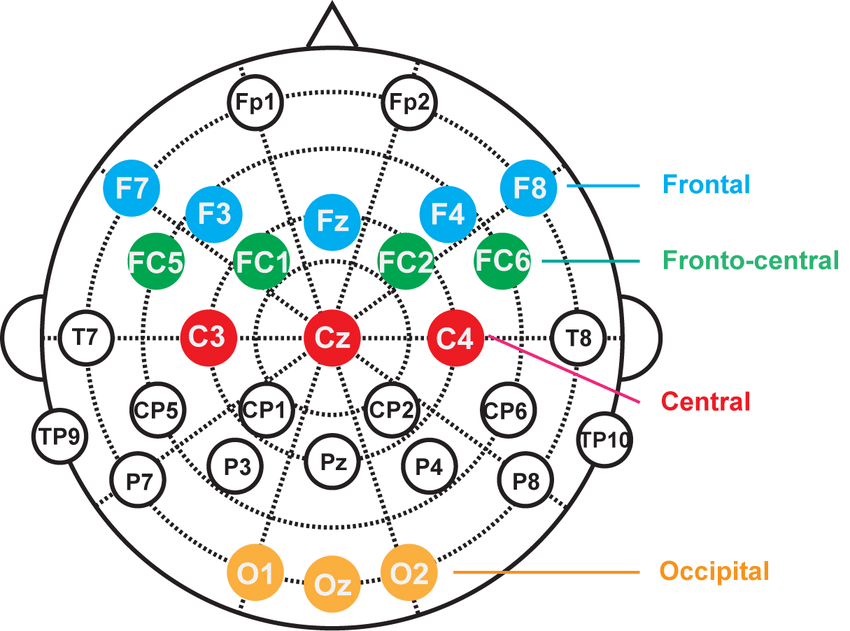 Fp1 Fp2
F7 F3 Fz F4 F8 Frontal
FC5 FC1 FC2 FC6 Fronto-central
T7 C3 Cz C4 T8
Central
CP5 CP1 CP2 CP6
TP9 TP10
P7 P3 Pz P4 P8
O1 Oz O2 Occipital